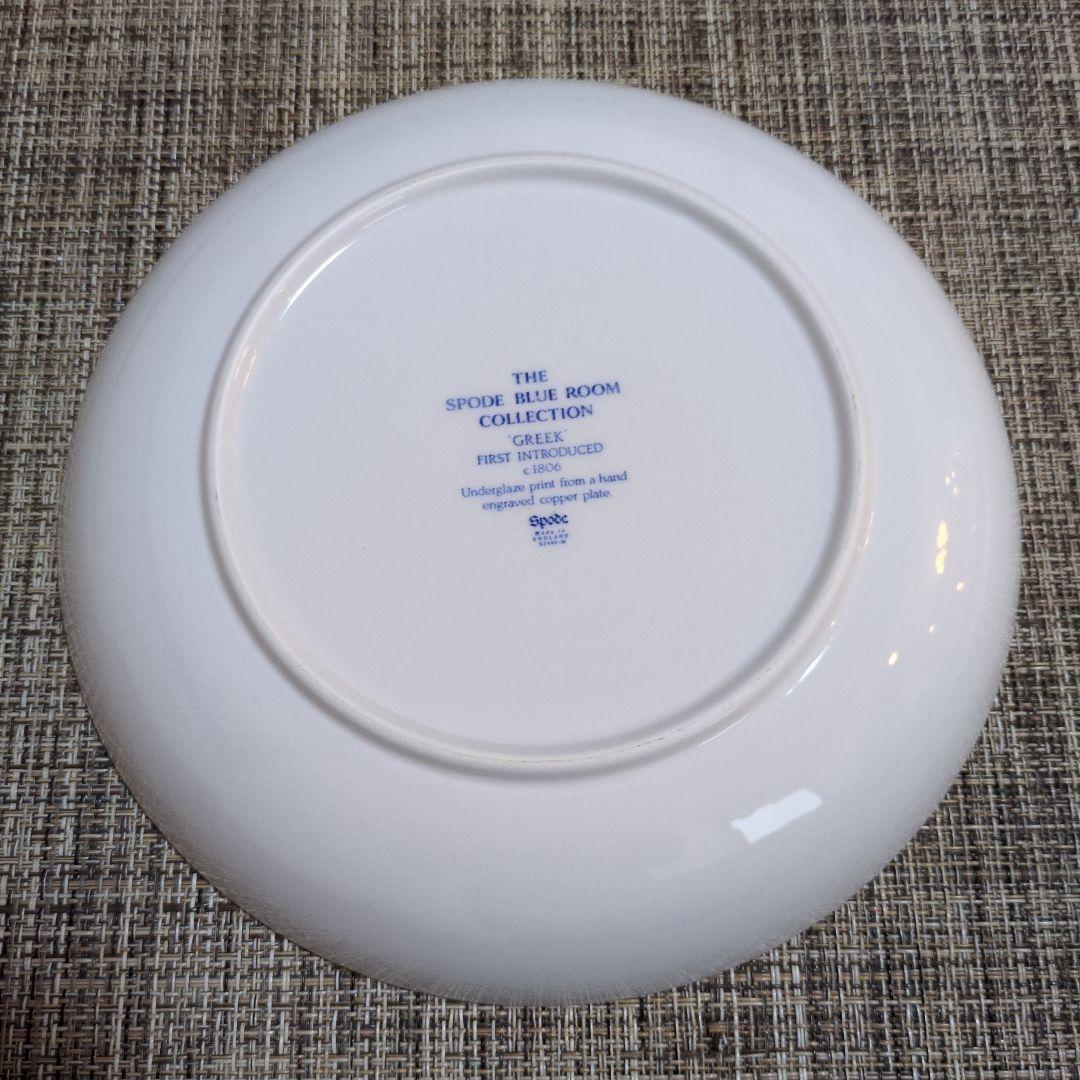 THE
SPODE BLUE ROOM
COLLECTION
'GREEK'
FIRST INTRODUCED
c.1806
Underglaze print from a hand
engraved copper plate.
Spode
Made in
ENGLAND